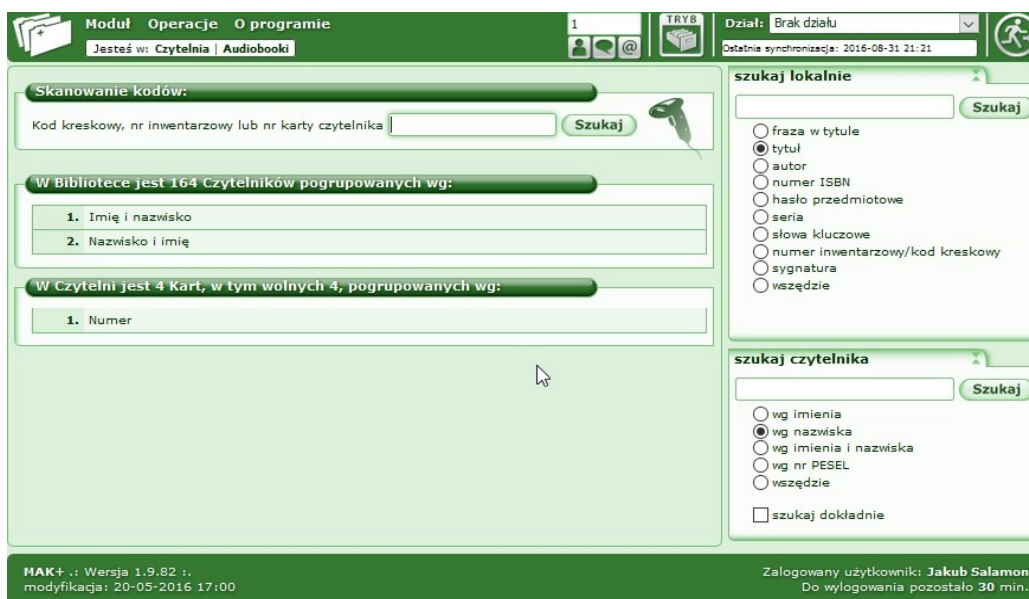 Moduł Operacje O programie
Jesteś w: Czytelnia | Audiobooki
1
@
TRYB
Dział: Brak działu
Ostatnia synchronizacja: 2016-08-31 21:21
Skanowanie kodów:
Kod kreskowy, nr inwentarzowy lub nr karty czytelnika
Szukaj
W Bibliotece jest 164 Czytelników pogrupowanych wg:
1. Imię i nazwisko
2. Nazwisko i imię
W Czytelni jest 4 Kart, w tym wolnych 4, pogrupowanych wg:
1. Numer
szukaj lokalnie
Szukaj
fraza w tytule
tytuł
autor
numer ISBN
hasło przedmiotowe
seria
słowa kluczowe
numer inwentarzowy/kod kreskowy
sygnatura
wszędzie
szukaj czytelnika
Szukaj
wg imienia
wg nazwiska
wg imienia i nazwiska
wg nr PESEL
wszędzie
szukaj dokładnie
MAK+ .: Wersja 1.9.82 :.
modyfikacja: 20-05-2016 17:00
Zalogowany użytkownik: Jakub Salamon
Do wylogowania pozostało 30 min.